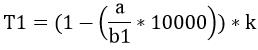 T1 = (1 − (a/b1 * 10000)) * k